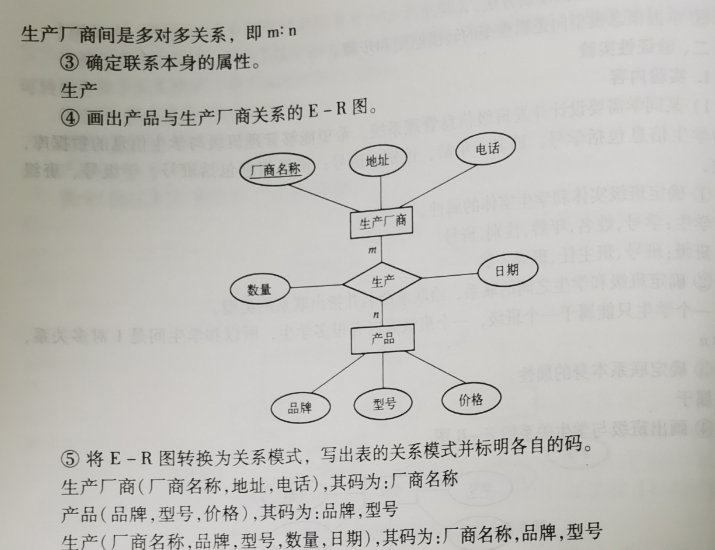 生产厂商间是多对多关系，即 m∶n
③ 确定联系本身的属性。
生产
④ 画出产品与生产厂商关系的 E－R 图。
厂商名称
地址
电话
生产厂商
m
数量
生产
日期
n
产品
品牌
型号
价格
⑤ 将 E－R 图转换为关系模式，写出表的关系模式并标明各自的码。
生产厂商(厂商名称,地址,电话),其码为:厂商名称
产品(品牌,型号,价格),其码为:品牌,型号
生产(厂商名称,品牌,型号,数量,日期),其码为:厂商名称,品牌,型号